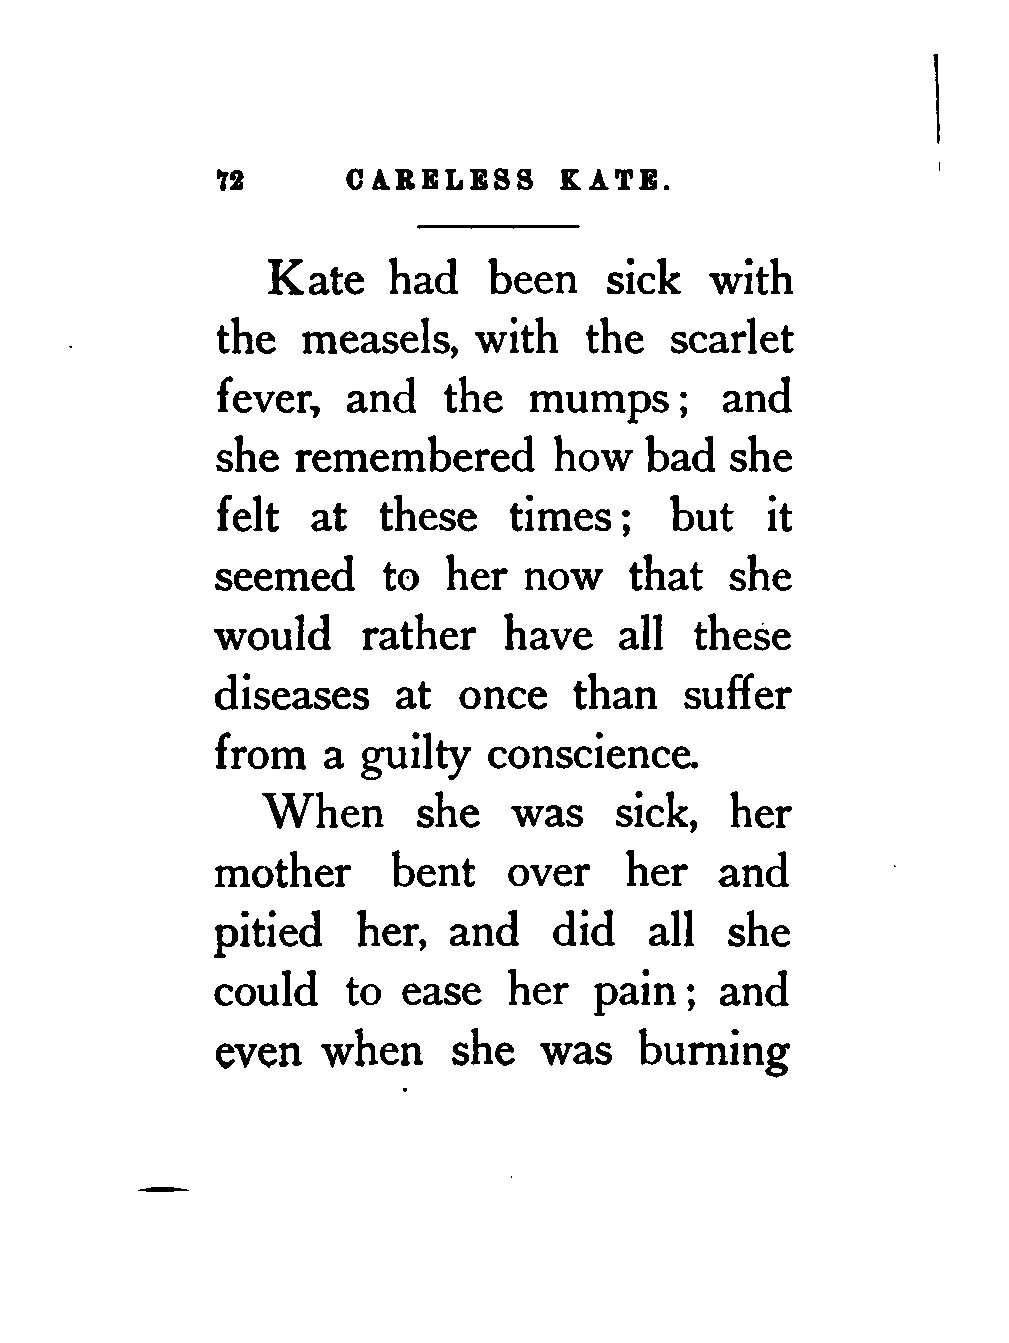 72 CARELESS KATE.
Kate had been sick with
the measels, with the scarlet
fever, and the mumps; and
she remembered how bad she
felt at these times; but it
seemed to her now that she
would rather have all these
diseases at once than suffer
from a guilty conscience.
When she was sick, her
mother bent over her and
pitied her, and did all she
could to ease her pain; and
even when she was burning